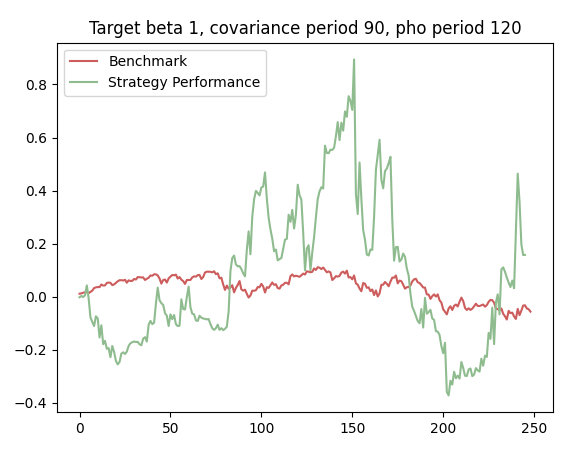 Target beta 1, covariance period 90, pho period 120
Benchmark
Strategy Performance
0.8
0.6
0.4
0.2
0.0
−0.2
−0.4
0 50 100 150 200 250